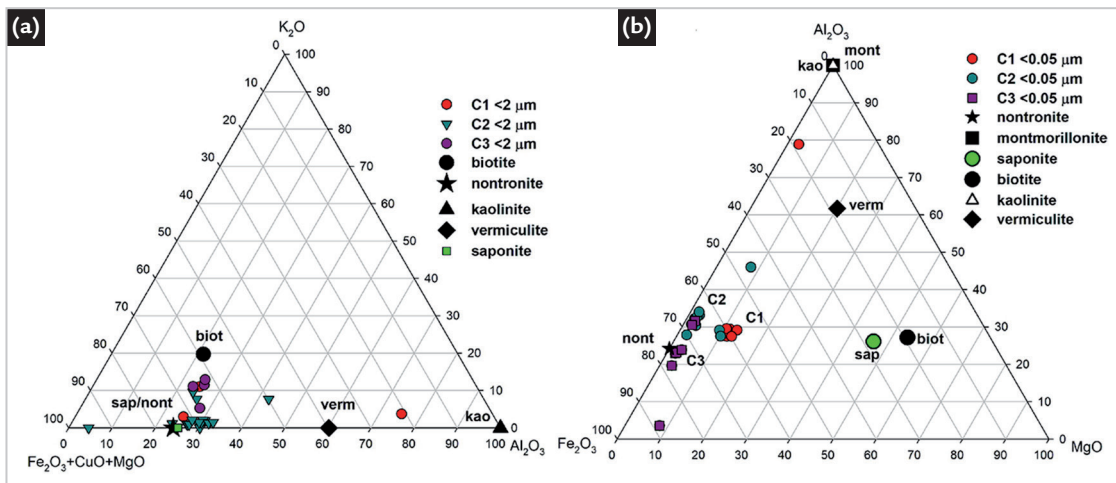 (a)
K₂O
0
100
10
90
20
80
30
70
40
60
50
50
60
40
70
30
80
20
90
10
100
0
0
10
20
30
40
50
60
70
80
90
100
Fe₂O₃+CuO+MgO
Al₂O₃
biot
sap/nont
verm
kao
C1 <2 µm
C2 <2 µm
C3 <2 µm
biotite
nontronite
kaolinite
vermiculite
saponite
(b)
Al₂O₃
0
mont
kao
100
10
90
20
80
30
70
40
60
50
50
60
40
70
30
80
20
90
10
100
0
0
10
20
30
40
50
60
70
80
90
100
Fe₂O₃
MgO
verm
C2
C1
nont
C3
sap
biot
C1 <0.05 µm
C2 <0.05 µm
C3 <0.05 µm
nontronite
montmorillonite
saponite
biotite
kaolinite
vermiculite